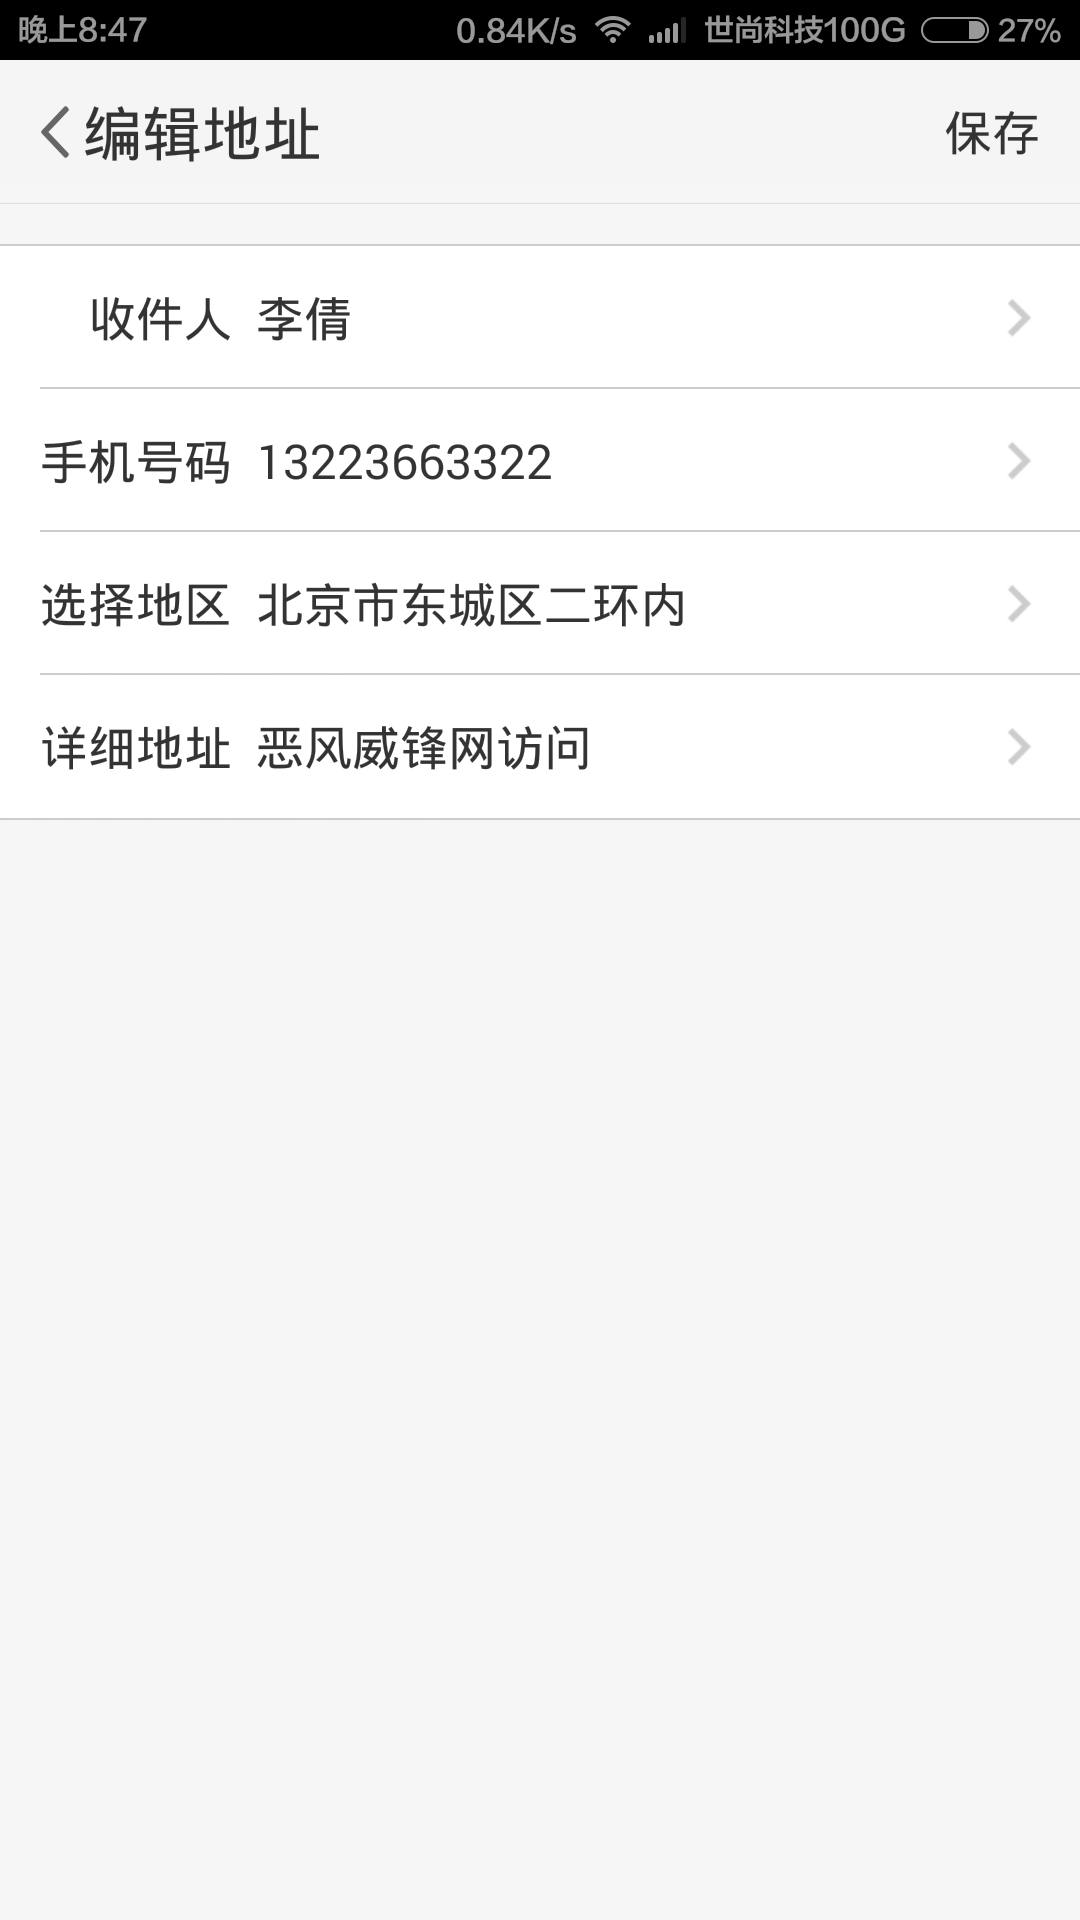 晚上8:47 0.84K/s 世尚科技100G 27%
编辑地址 保存
收件人 李倩
手机号码 13223663322
选择地区 北京市东城区二环内
详细地址 恶风威锋网访问